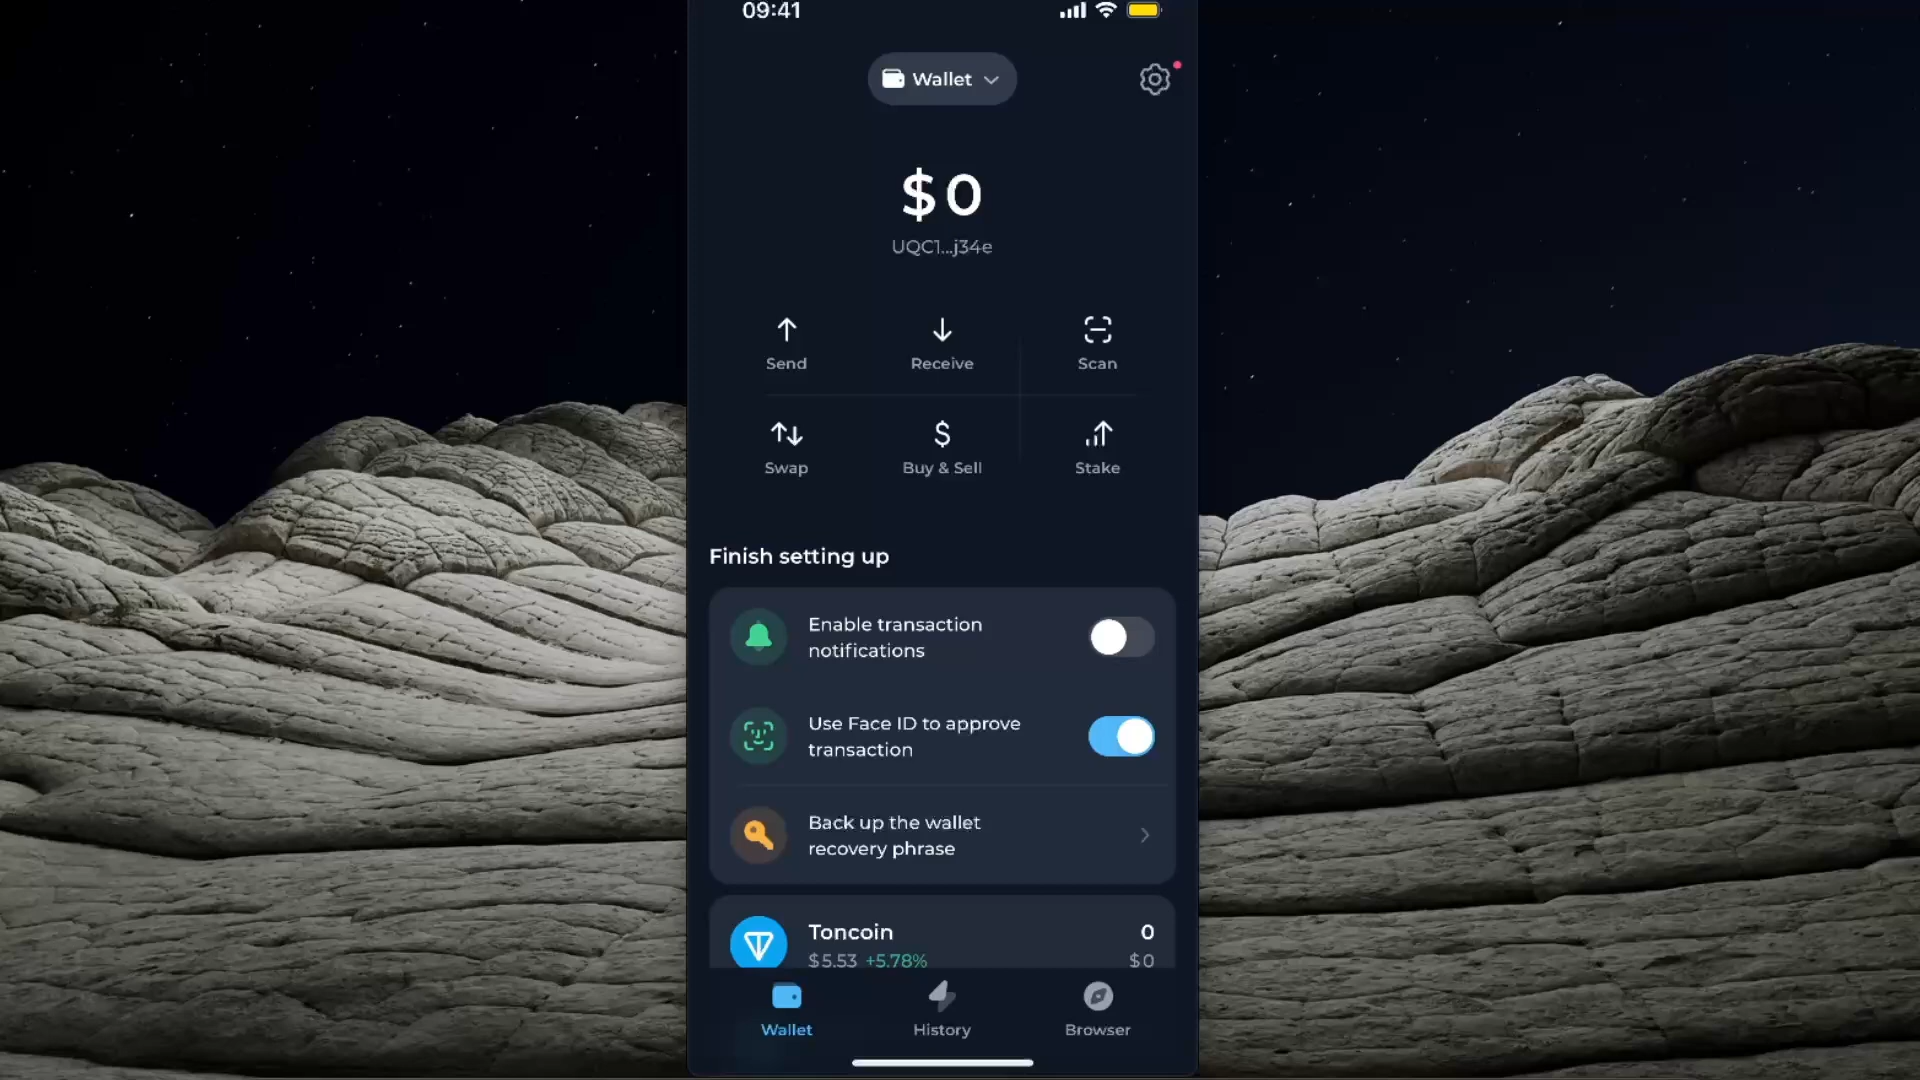 09:41
Wallet
$0
UQC1...j34e
Send
Receive
Scan
Swap
Buy & Sell
Stake
Finish setting up
Enable transaction
notifications
Use Face ID to approve
transaction
Back up the wallet
recovery phrase
Toncoin
0
$5.53 +5.78%
$0
Wallet
History
Browser